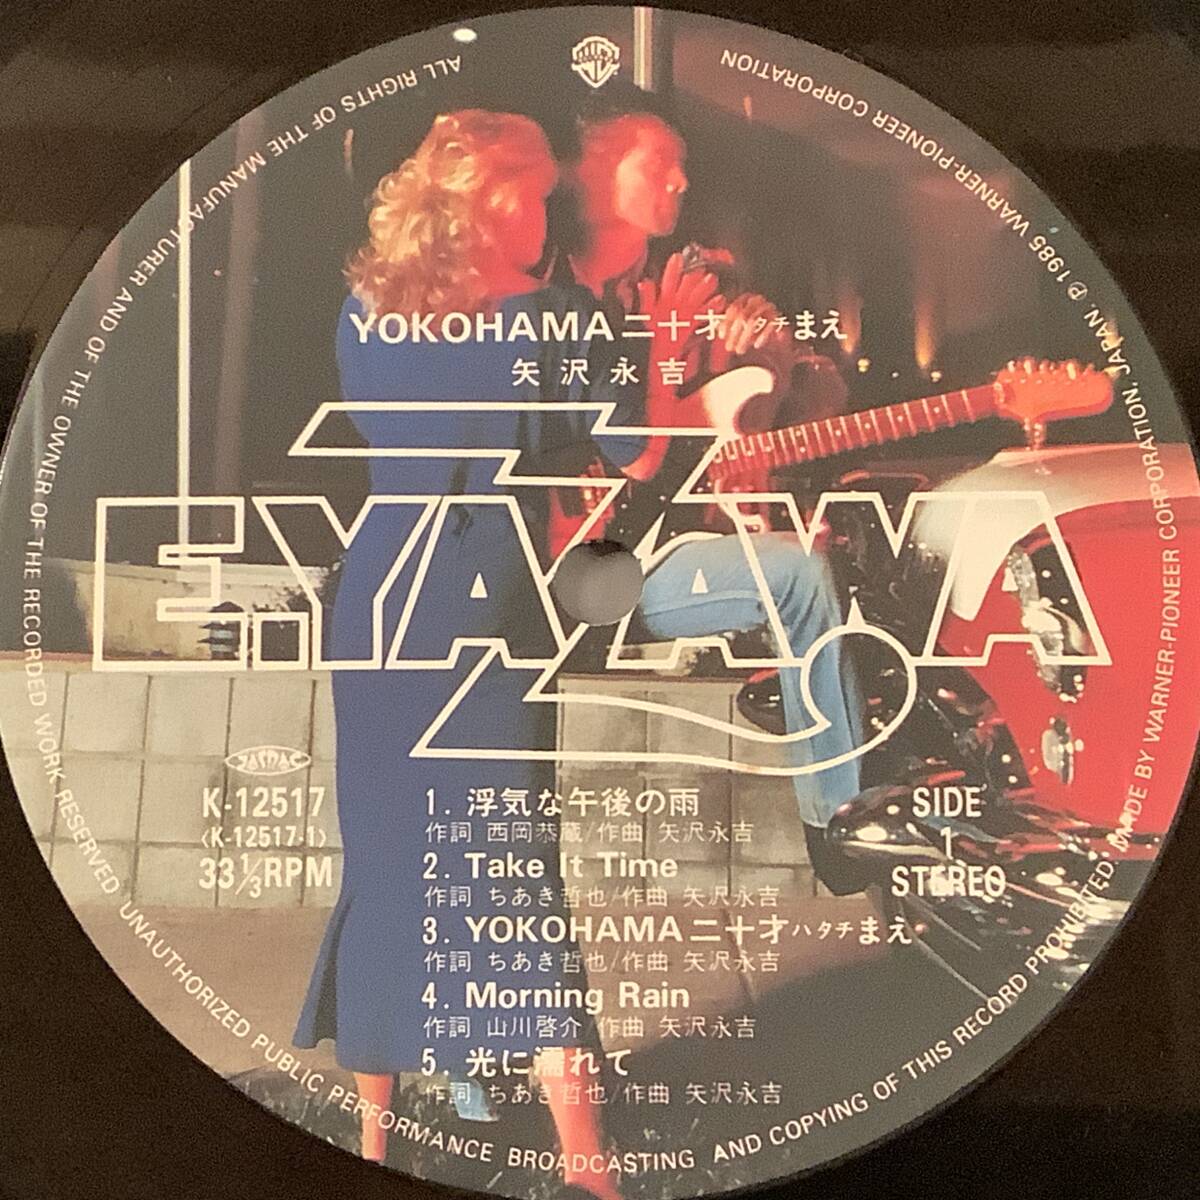 YOKOHAMA二十才ハタチまえ
矢沢永吉
E.YAZAWA
JASRAC
K-12517
〈K-12517-1〉
33⅓RPM
SIDE
1
STEREO
1. 浮気な午後の雨
作詞 西岡恭蔵/作曲 矢沢永吉
2. Take It Time
作詞 ちあき哲也/作曲 矢沢永吉
3. YOKOHAMA二十才ハタチまえ
作詞 ちあき哲也/作曲 矢沢永吉
4. Morning Rain
作詞 山川啓介/作曲 矢沢永吉
5. 光に濡れて
作詞 ちあき哲也/作曲 矢沢永吉
ALL RIGHTS OF THE MANUFACTURER AND OF THE OWNER OF THE RECORDED WORK RESERVED UNAUTHORIZED PUBLIC PERFORMANCE BROADCASTING AND COPYING OF THIS RECORD PROHIBITED. MADE BY WARNER-PIONEER CORPORATION, JAPAN. ℗1985 WARNER-PIONEER CORPORATION